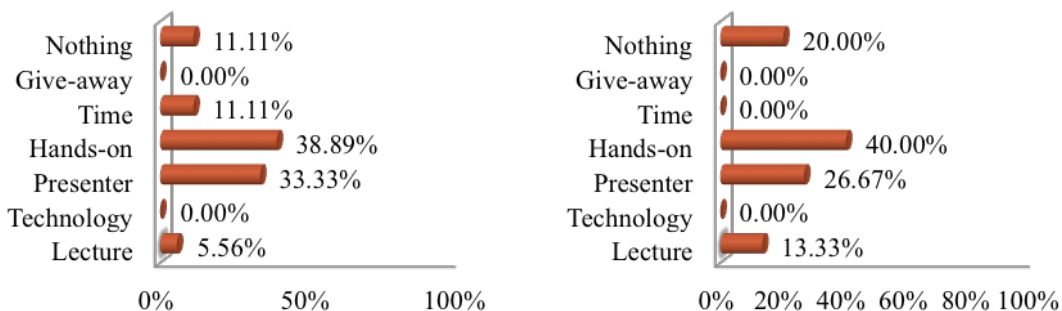 Nothing 11.11%
Give-away 0.00%
Time 11.11%
Hands-on 38.89%
Presenter 33.33%
Technology 0.00%
Lecture 5.56%
0% 50% 100%
Nothing 20.00%
Give-away 0.00%
Time 0.00%
Hands-on 40.00%
Presenter 26.67%
Technology 0.00%
Lecture 13.33%
0% 20% 40% 60% 80% 100%